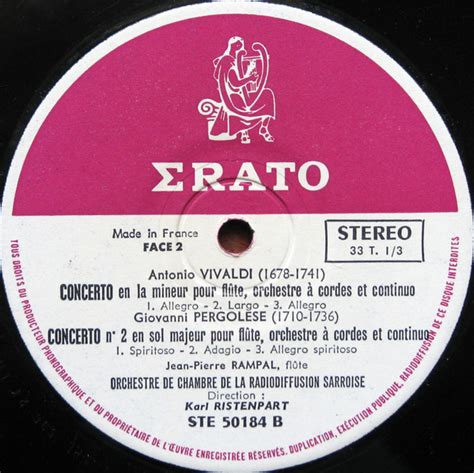 ΣRATO
Made in France
FACE 2
STEREO
33 T. 1/3
Antonio VIVALDI (1678-1741)
CONCERTO en la mineur pour flûte, orchestre à cordes et continuo
1. Allegro - 2. Largo - 3. Allegro
Giovanni PERGOLESE (1710-1736)
CONCERTO n° 2 en sol majeur pour flûte, orchestre à cordes et continuo
1. Spiritoso - 2. Adagio - 3. Allegro spiritoso
Jean-Pierre RAMPAL, flûte
ORCHESTRE DE CHAMBRE DE LA RADIODIFFUSION SARROISE
Direction :
Karl RISTENPART
STE 50184 B
TOUS DROITS DU PRODUCTEUR PHONOGRAPHIQUE ET DU PROPRIÉTAIRE DE L'ŒUVRE ENREGISTRÉE RÉSERVÉS. DUPLICATION, EXÉCUTION PUBLIQUE, RADIODIFFUSION DE CE DISQUE INTERDITES